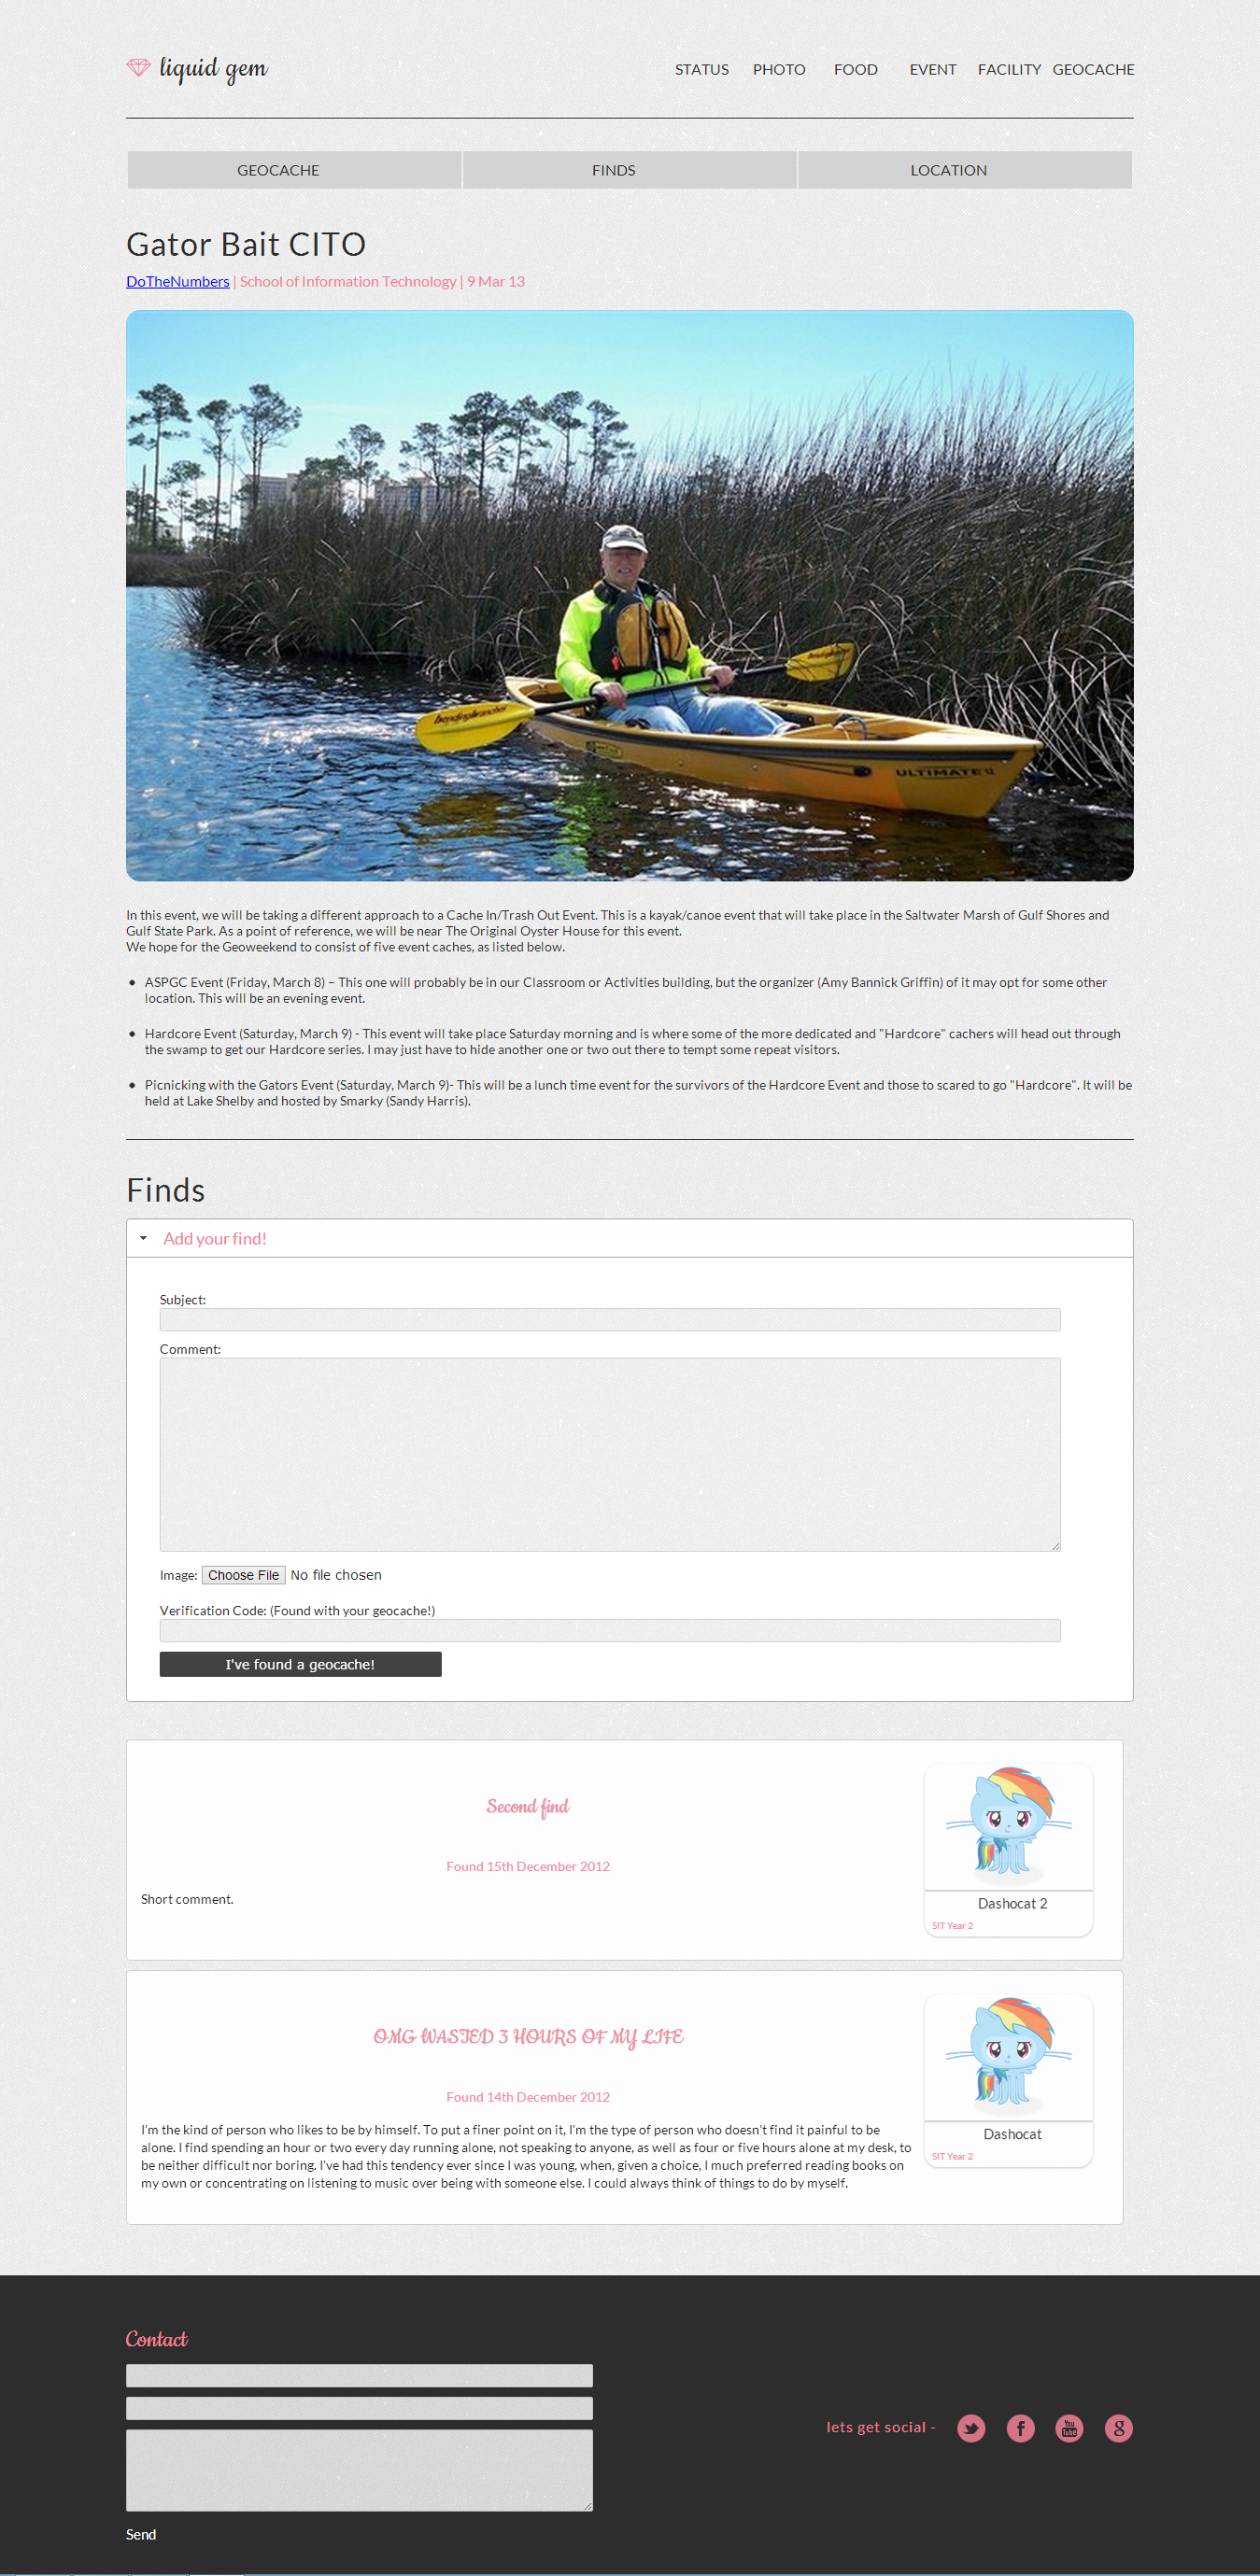 liquid gem
STATUS PHOTO FOOD EVENT FACILITY GEOCACHE
GEOCACHE FINDS LOCATION
Gator Bait CITO
DoTheNumbers | School of Information Technology | 9 Mar 13
bendingbranches
ULTIMATE 12
In this event, we will be taking a different approach to a Cache In/Trash Out Event. This is a kayak/canoe event that will take place in the Saltwater Marsh of Gulf Shores and
Gulf State Park. As a point of reference, we will be near The Original Oyster House for this event.
We hope for the Geoweekend to consist of five event caches, as listed below.
• ASPGC Event (Friday, March 8) – This one will probably be in our Classroom or Activities building, but the organizer (Amy Bannick Griffin) of it may opt for some other
location. This will be an evening event.
• Hardcore Event (Saturday, March 9) - This event will take place Saturday morning and is where some of the more dedicated and "Hardcore" cachers will head out through
the swamp to get our Hardcore series. I may just have to hide another one or two out there to tempt some repeat visitors.
• Picnicking with the Gators Event (Saturday, March 9)- This will be a lunch time event for the survivors of the Hardcore Event and those to scared to go "Hardcore". It will be
held at Lake Shelby and hosted by Smarky (Sandy Harris).
Finds
Add your find!
Subject:
Comment:
Image: Choose File No file chosen
Verification Code: (Found with your geocache!)
I've found a geocache!
Second find
Found 15th December 2012
Short comment.
Dashocat 2
SIT Year 2
OMG WASTED 3 HOURS OF MY LIFE
Found 14th December 2012
I'm the kind of person who likes to be by himself. To put a finer point on it, I'm the type of person who doesn't find it painful to be
alone. I find spending an hour or two every day running alone, not speaking to anyone, as well as four or five hours alone at my desk, to
be neither difficult nor boring. I've had this tendency ever since I was young, when, given a choice, I much preferred reading books on
my own or concentrating on listening to music over being with someone else. I could always think of things to do by myself.
Dashocat
SIT Year 2
Contact
lets get social -
You Tube
Send